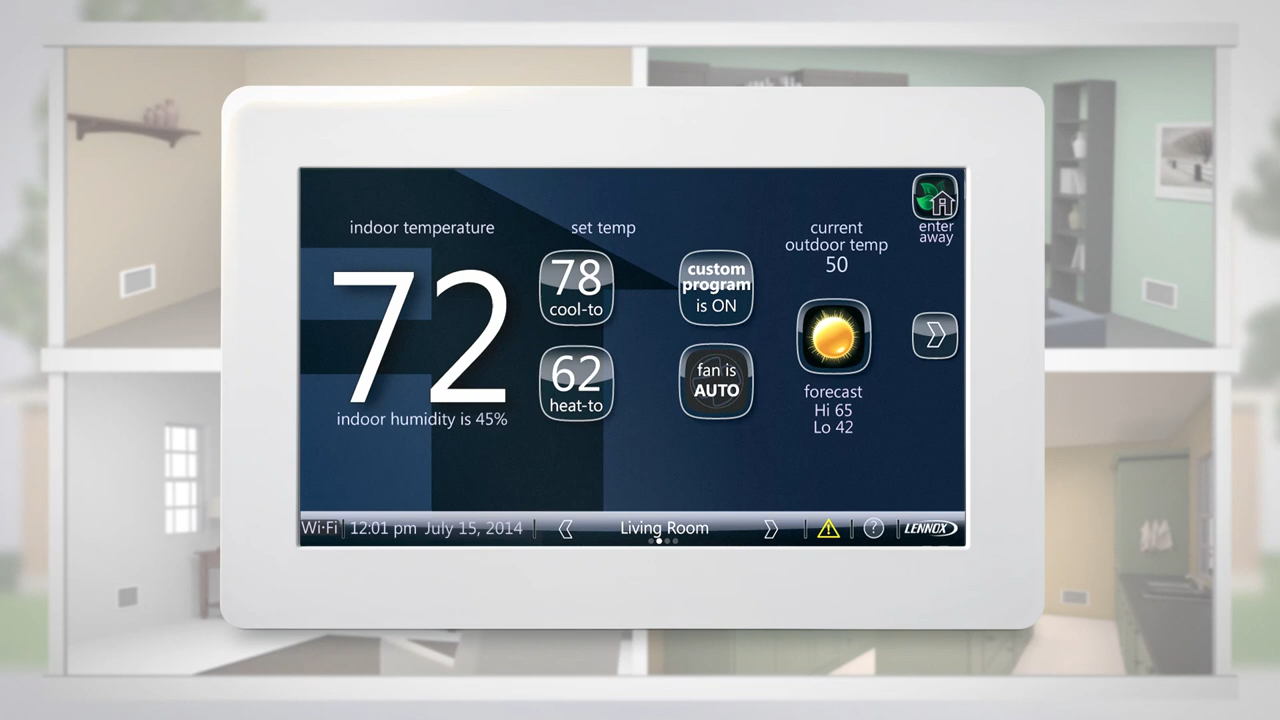 indoor temperature
72
indoor humidity is 45%
set temp
78
cool-to
62
heat-to
custom
program
is ON
fan is
AUTO
current
outdoor temp
50
forecast
Hi 65
Lo 42
enter
away
Wi-Fi
12:01 pm July 15, 2014
Living Room
?
LENNOX